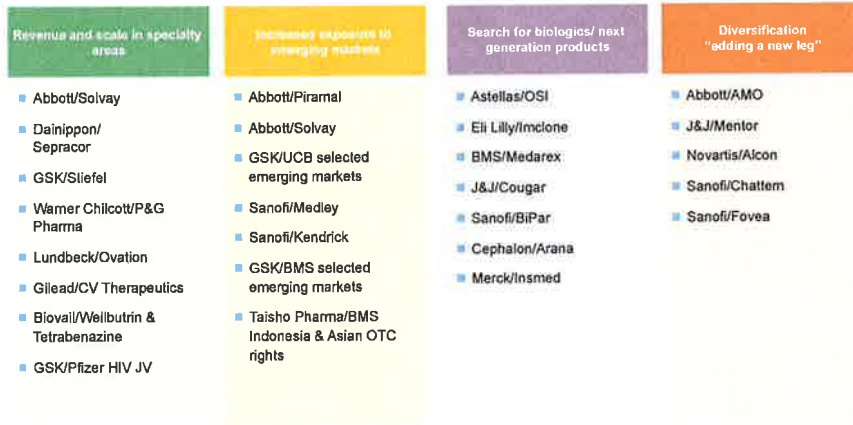 Revenue and scale in specialty
areas
Abbott/Solvay
Dainippon/
Sepracor
GSK/Stiefel
Warner Chilcott/P&G
Pharma
Lundbeck/Ovation
Gilead/CV Therapeutics
Biovail/Wellbutrin &
Tetrabenazine
GSK/Pfizer HIV JV
Increased exposure to
emerging markets
Abbott/Piramal
Abbott/Solvay
GSK/UCB selected
emerging markets
Sanofi/Medley
Sanofi/Kendrick
GSK/BMS selected
emerging markets
Taisho Pharma/BMS
Indonesia & Asian OTC
rights
Search for biologics/ next
generation products
Astellas/OSI
Eli Lilly/Imclone
BMS/Medarex
J&J/Cougar
Sanofi/BiPar
Cephalon/Arana
Merck/Insmed
Diversification
"edding a new leg"
Abbott/AMO
J&J/Mentor
Novartis/Alcon
Sanofi/Chattem
Sanofi/Fovea